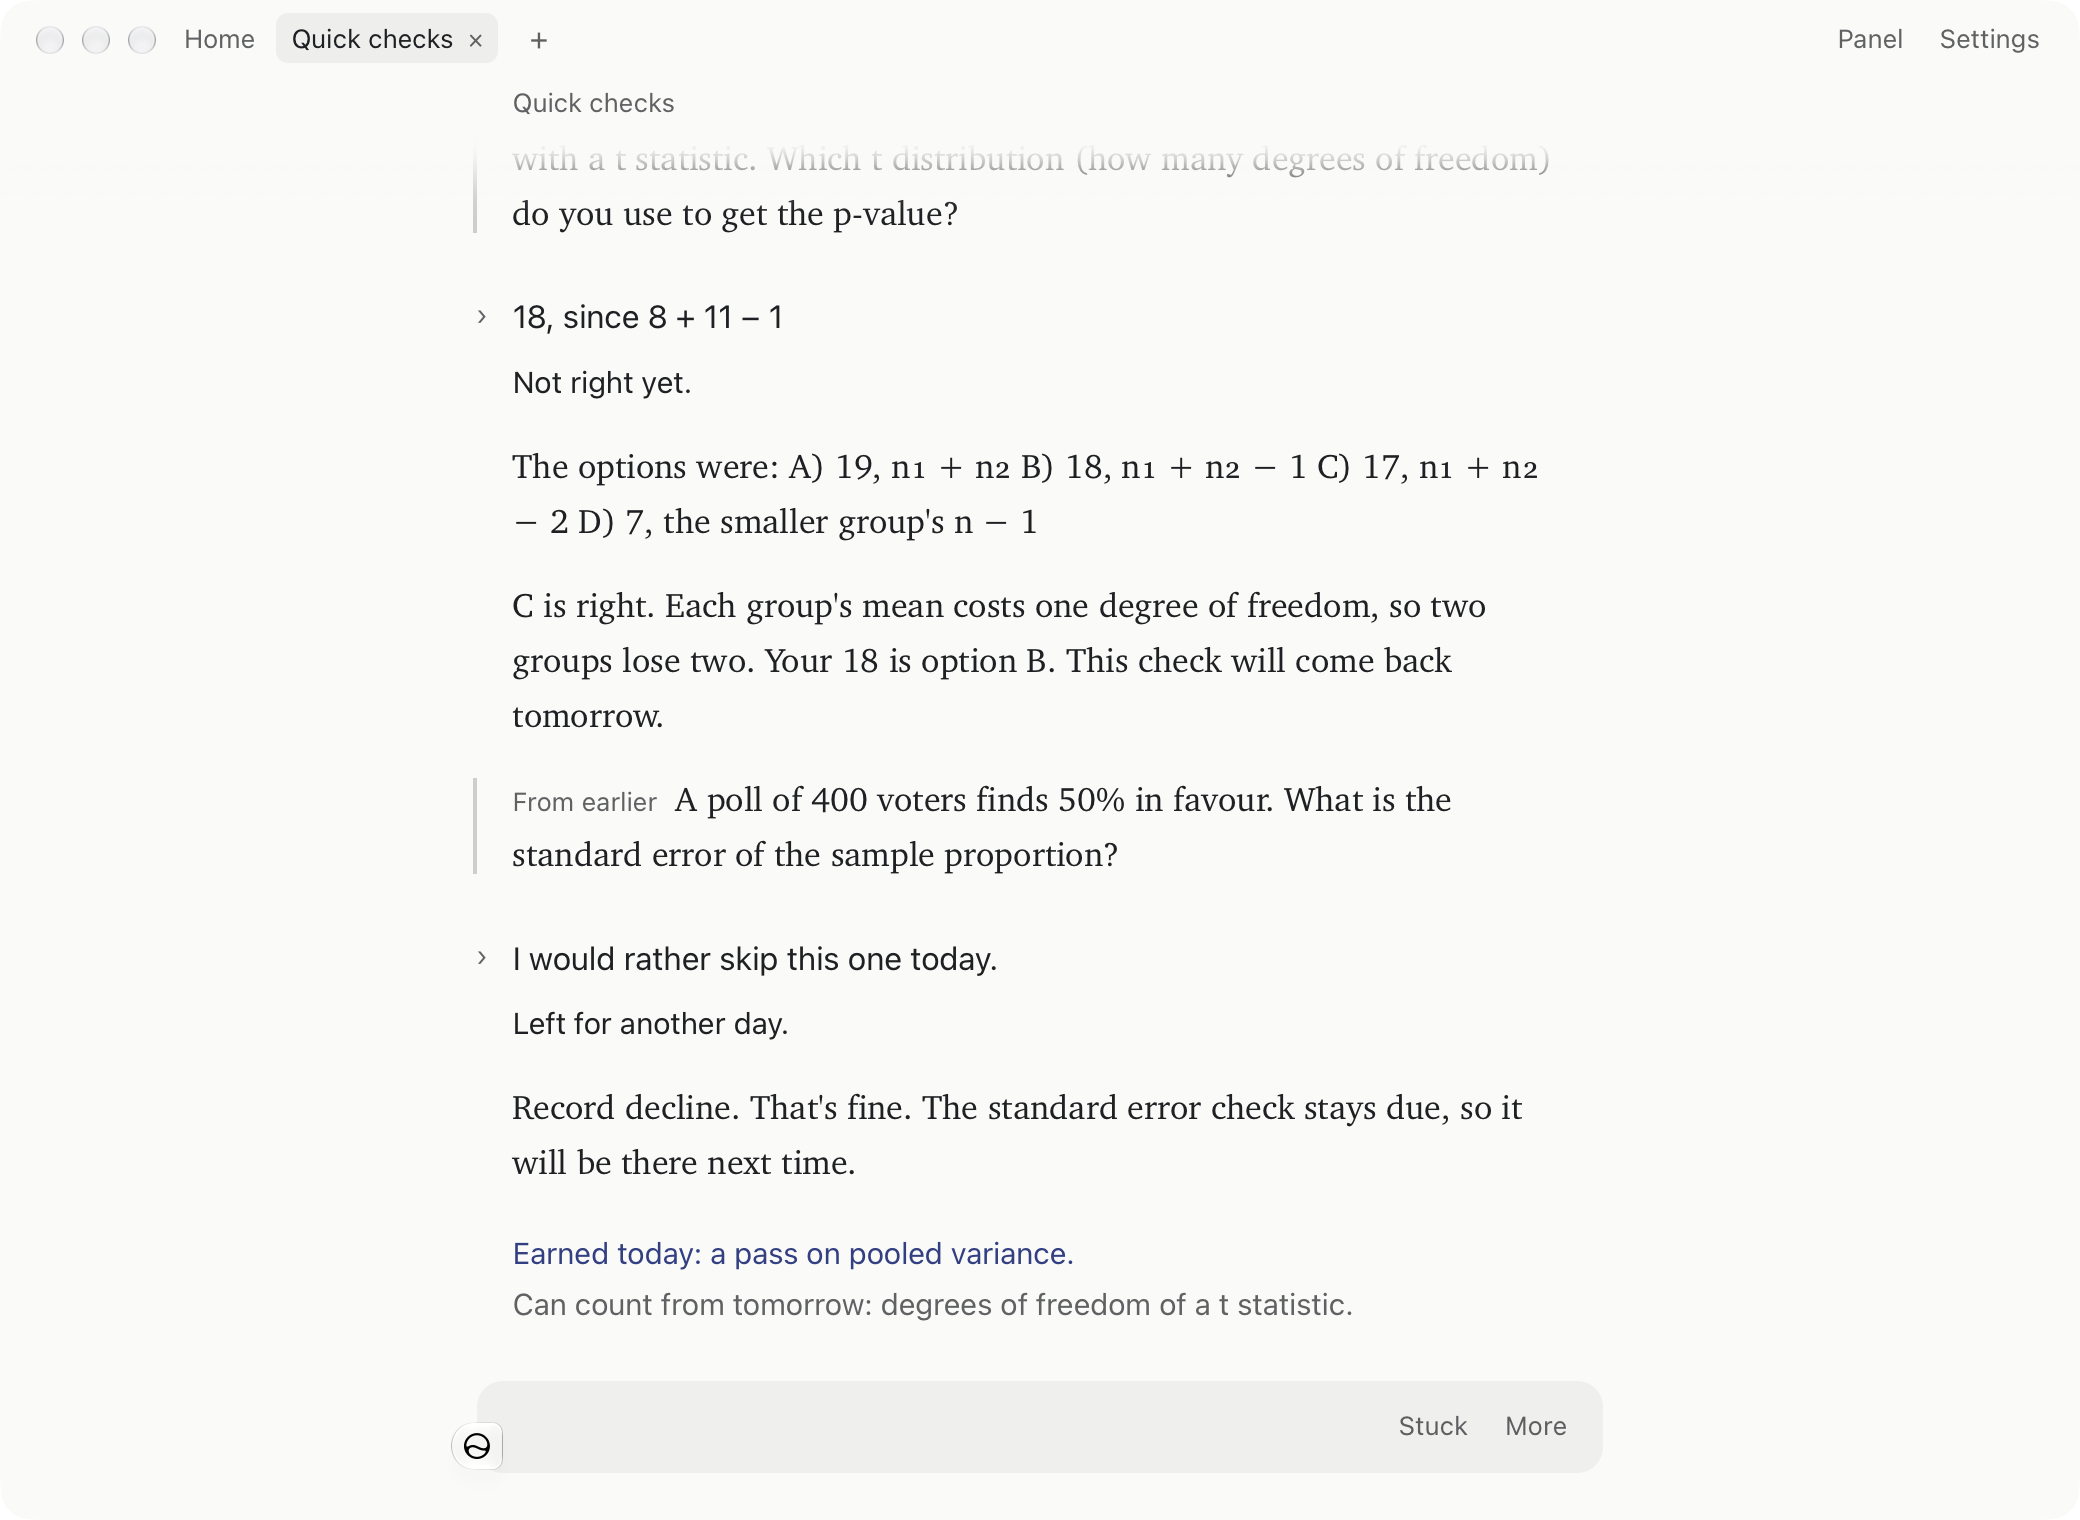 Home
Quick checks ×
+
Panel
Settings
Quick checks
with a t statistic. Which t distribution (how many degrees of freedom)
do you use to get the p-value?
› 18, since 8 + 11 – 1
Not right yet.
The options were: A) 19, n₁ + n₂ B) 18, n₁ + n₂ − 1 C) 17, n₁ + n₂
− 2 D) 7, the smaller group's n − 1
C is right. Each group's mean costs one degree of freedom, so two
groups lose two. Your 18 is option B. This check will come back
tomorrow.
From earlier A poll of 400 voters finds 50% in favour. What is the
standard error of the sample proportion?
› I would rather skip this one today.
Left for another day.
Record decline. That's fine. The standard error check stays due, so it
will be there next time.
Earned today: a pass on pooled variance.
Can count from tomorrow: degrees of freedom of a t statistic.
Stuck
More